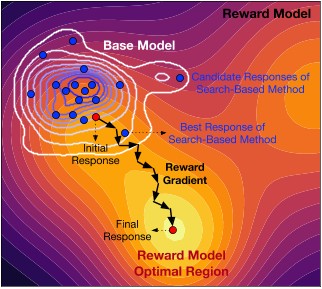 Reward Model
Base Model
Candidate Responses of
Search-Based Method
Best Response of
Search-Based Method
Initial
Response
Reward
Gradient
Final
Response
Reward Model
Optimal Region